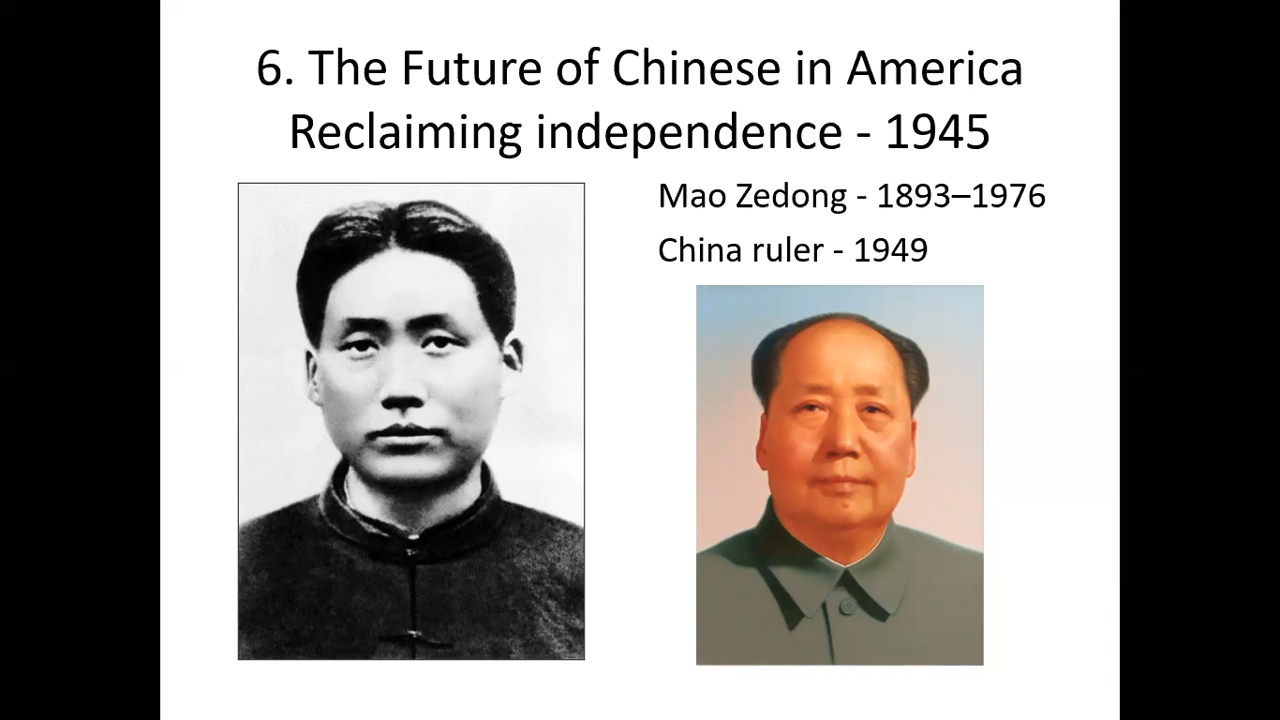 6. The Future of Chinese in America
Reclaiming independence - 1945
Mao Zedong - 1893–1976
China ruler - 1949